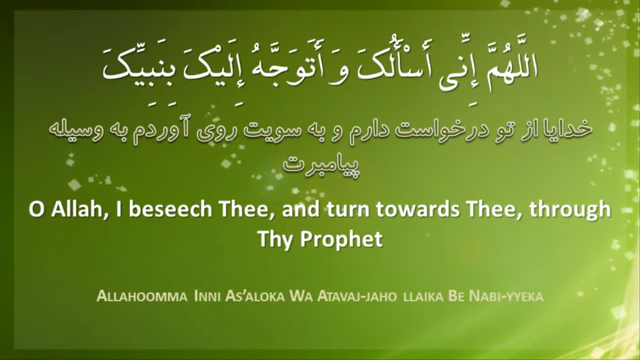 اللَّهُمَّ إِنِّی أَسْأَلُکَ وَ أَتَوَجَّهُ إِلَیْکَ بِنَبِیِّکَ
خدایا از تو درخواست دارم و به سویت روی آوردم به وسیله
پیامبرت
O Allah, I beseech Thee, and turn towards Thee, through
Thy Prophet
Allahoomma Inni As’aloka Wa Atavaj-jaho llaika Be Nabi-yyeka